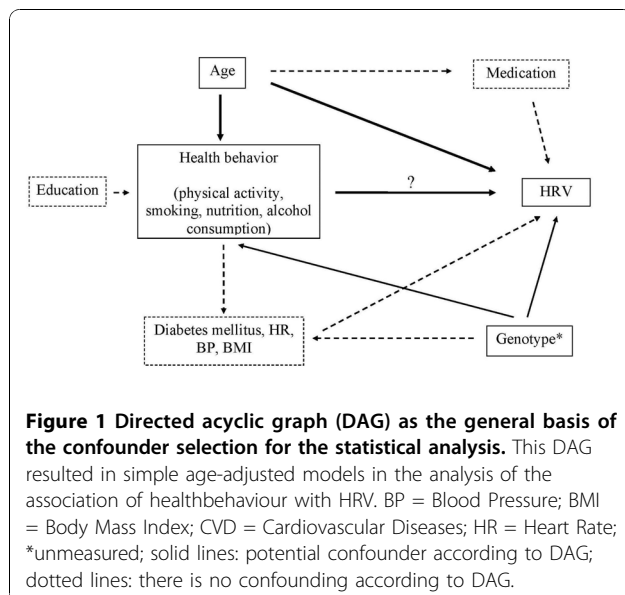 Age
Medication
Health behavior
(physical activity,
smoking, nutrition, alcohol
consumption)
Education
?
HRV
Diabetes mellitus, HR,
BP, BMI
Genotype*
Figure 1 Directed acyclic graph (DAG) as the general basis of
the confounder selection for the statistical analysis. This DAG
resulted in simple age-adjusted models in the analysis of the
association of healthbehaviour with HRV. BP = Blood Pressure; BMI
= Body Mass Index; CVD = Cardiovascular Diseases; HR = Heart Rate;
*unmeasured; solid lines: potential confounder according to DAG;
dotted lines: there is no confounding according to DAG.